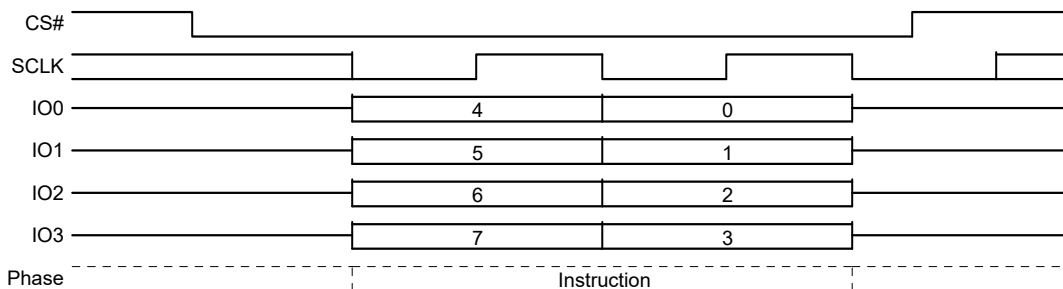 CS#
SCLK
IO0 4 0
IO1 5 1
IO2 6 2
IO3 7 3
Phase Instruction